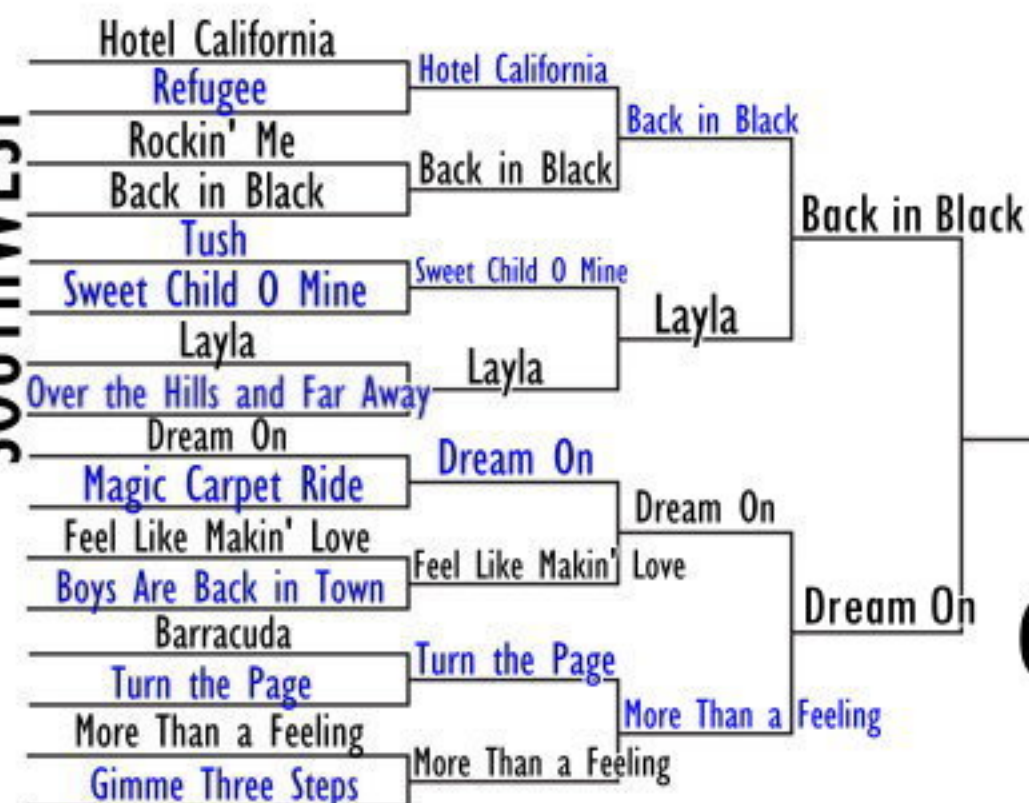 SOUTHWEST
Hotel California
Refugee
Rockin' Me
Back in Black
Tush
Sweet Child O Mine
Layla
Over the Hills and Far Away
Dream On
Magic Carpet Ride
Feel Like Makin' Love
Boys Are Back in Town
Barracuda
Turn the Page
More Than a Feeling
Gimme Three Steps
Hotel California
Back in Black
Sweet Child O Mine
Layla
Dream On
Feel Like Makin' Love
Turn the Page
More Than a Feeling
Back in Black
Layla
Dream On
More Than a Feeling
Back in Black
Dream On